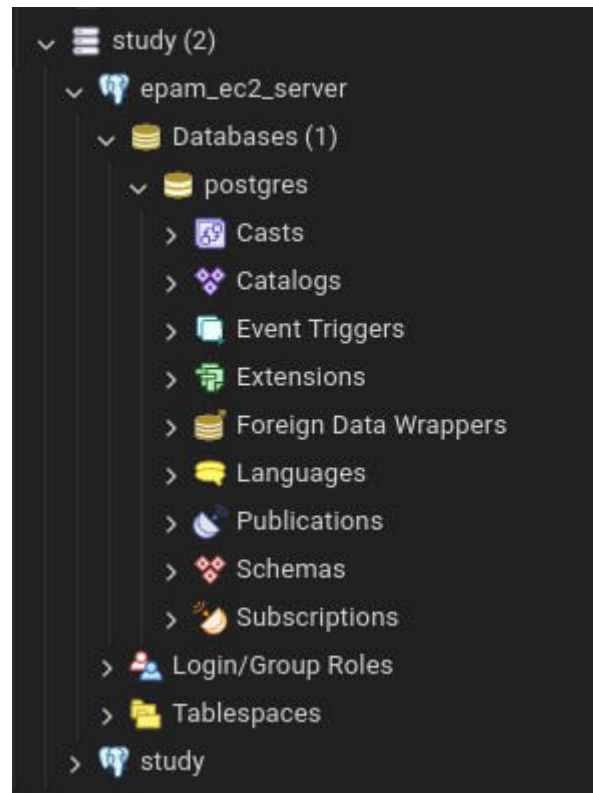 study (2)
epam_ec2_server
Databases (1)
postgres
Casts
Catalogs
Event Triggers
Extensions
Foreign Data Wrappers
Languages
Publications
Schemas
Subscriptions
Login/Group Roles
Tablespaces
study